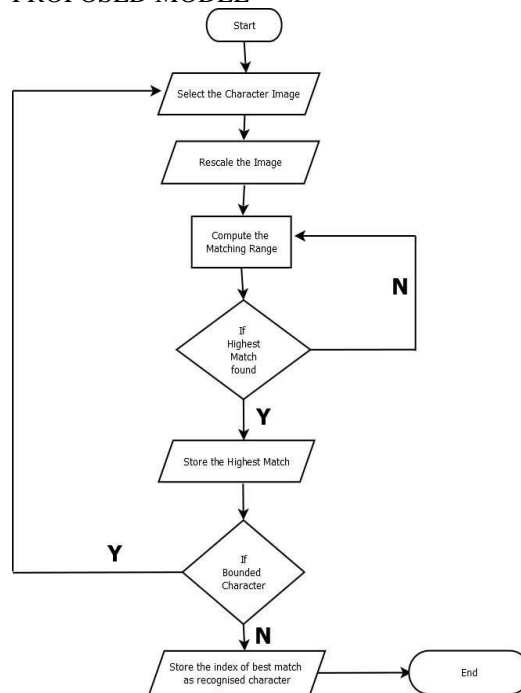 PROPOSED MODEL
Start
Select the Character Image
Rescale the Image
Compute the
Matching Range
N
If
Highest
Match
found
Y
Store the Highest Match
Y
If
Bounded
Character
N
Store the index of best match
as recognised character
End